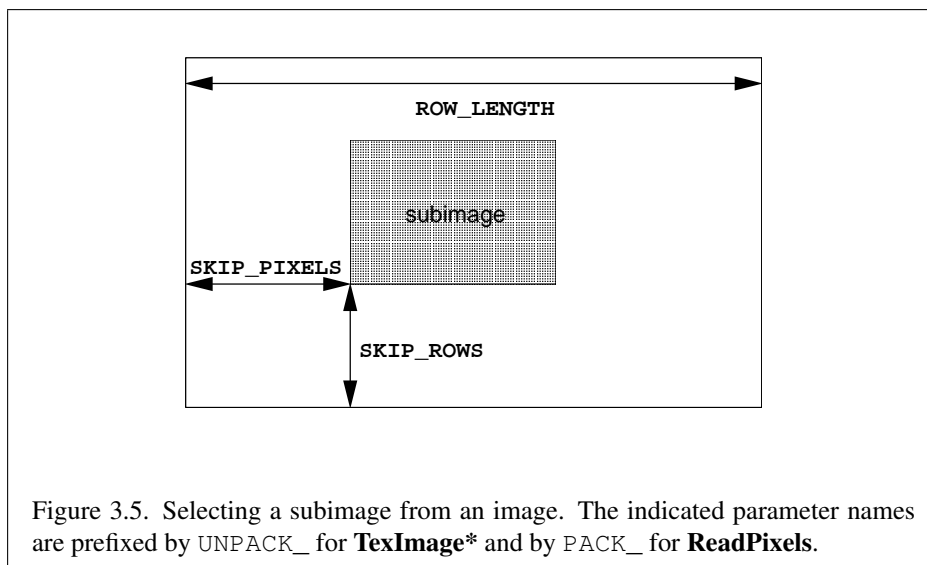 ROW_LENGTH
subimage
SKIP_PIXELS
SKIP_ROWS
Figure 3.5. Selecting a subimage from an image. The indicated parameter names
are prefixed by UNPACK_ for TexImage* and by PACK_ for ReadPixels.